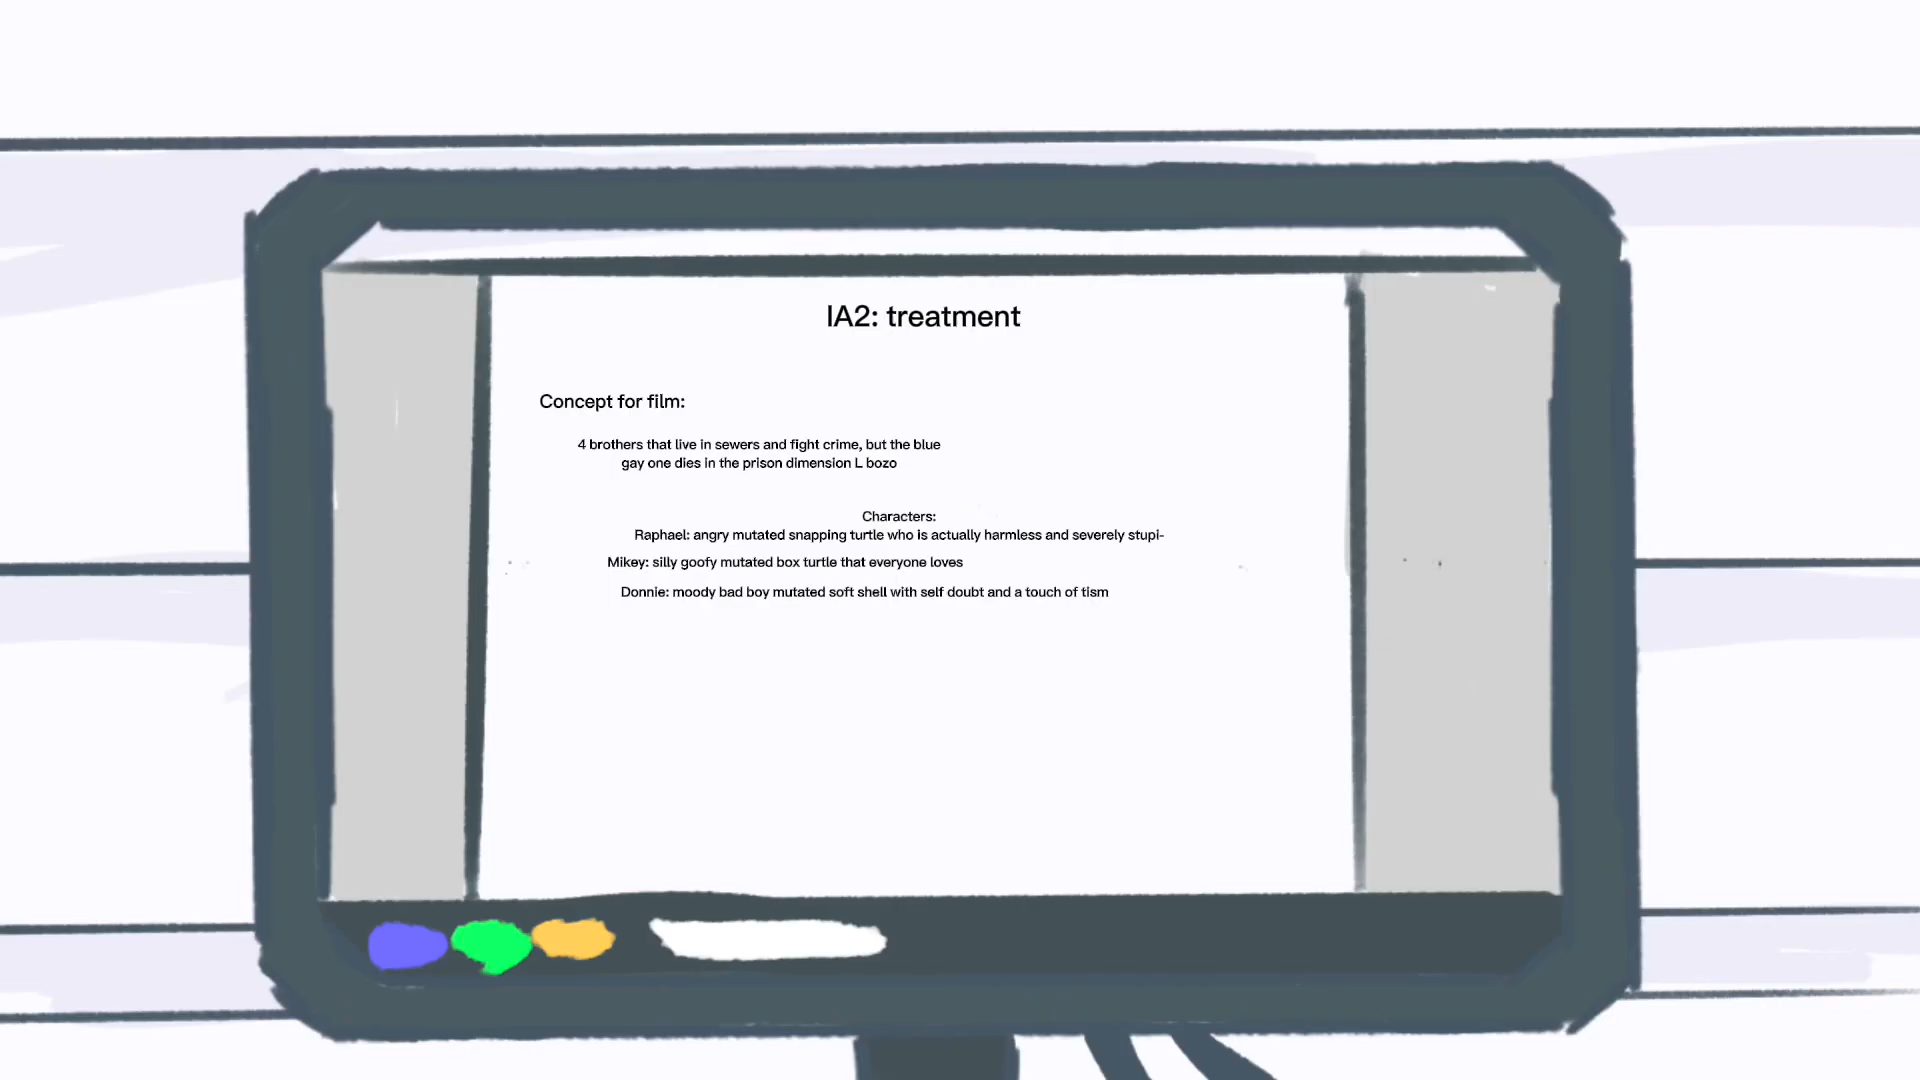 IA2: treatment
Concept for film:
4 brothers that live in sewers and fight crime, but the blue
gay one dies in the prison dimension L bozo
Characters:
Raphael: angry mutated snapping turtle who is actually harmless and severely stupi-
Mikey: silly goofy mutated box turtle that everyone loves
Donnie: moody bad boy mutated soft shell with self doubt and a touch of tism